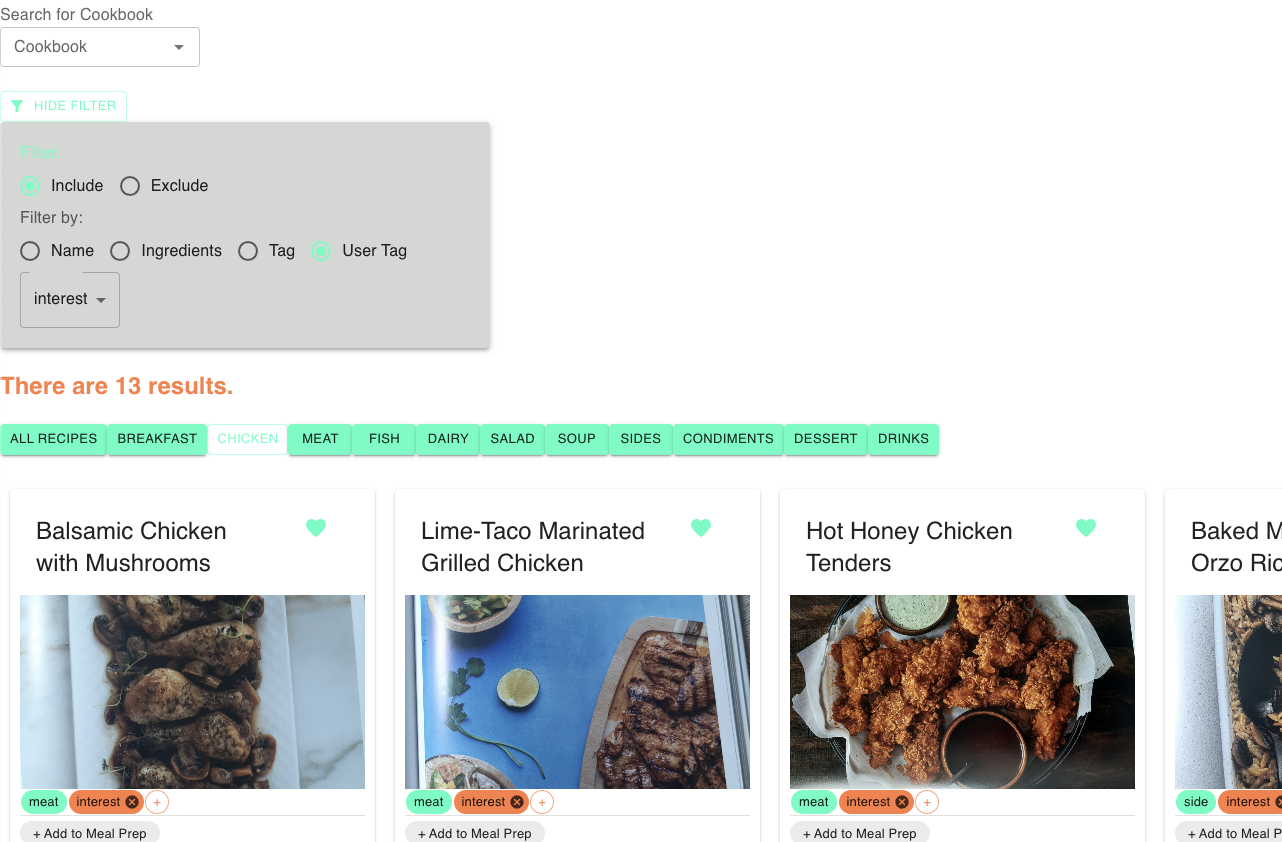 Search for Cookbook
Cookbook
HIDE FILTER
Filter:
Include Exclude
Filter by:
Name Ingredients Tag User Tag
interest
There are 13 results.
ALL RECIPES BREAKFAST CHICKEN MEAT FISH DAIRY SALAD SOUP SIDES CONDIMENTS DESSERT DRINKS
Balsamic Chicken
with Mushrooms
meat interest +
+ Add to Meal Prep
Lime-Taco Marinated
Grilled Chicken
meat interest +
+ Add to Meal Prep
Hot Honey Chicken
Tenders
meat interest +
+ Add to Meal Prep
Baked M
Orzo Ric
side interest
+ Add to Meal Prep